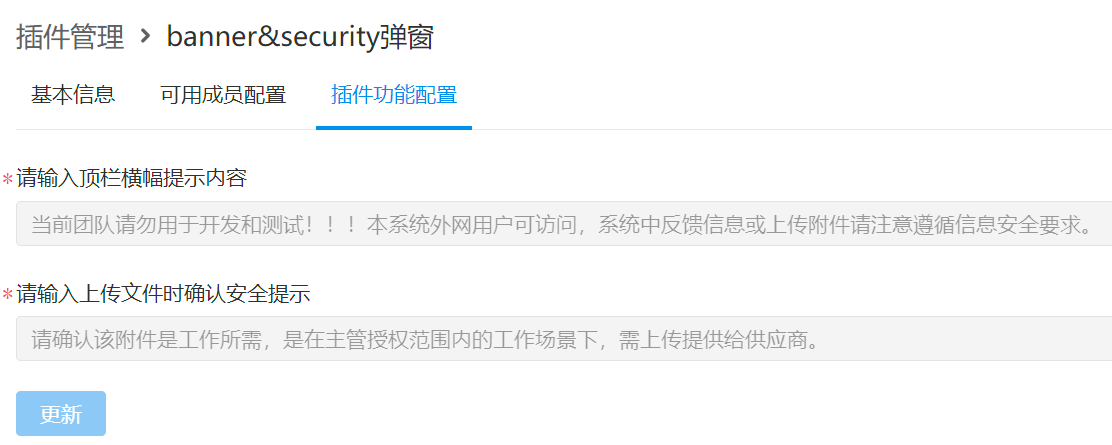 插件管理 > banner&security弹窗
基本信息 可用成员配置 插件功能配置
*请输入顶栏横幅提示内容
当前团队请勿用于开发和测试！！！本系统外网用户可访问，系统中反馈信息或上传附件请注意遵循信息安全要求。
*请输入上传文件时确认安全提示
请确认该附件是工作所需，是在主管授权范围内的工作场景下，需上传提供给供应商。
更新